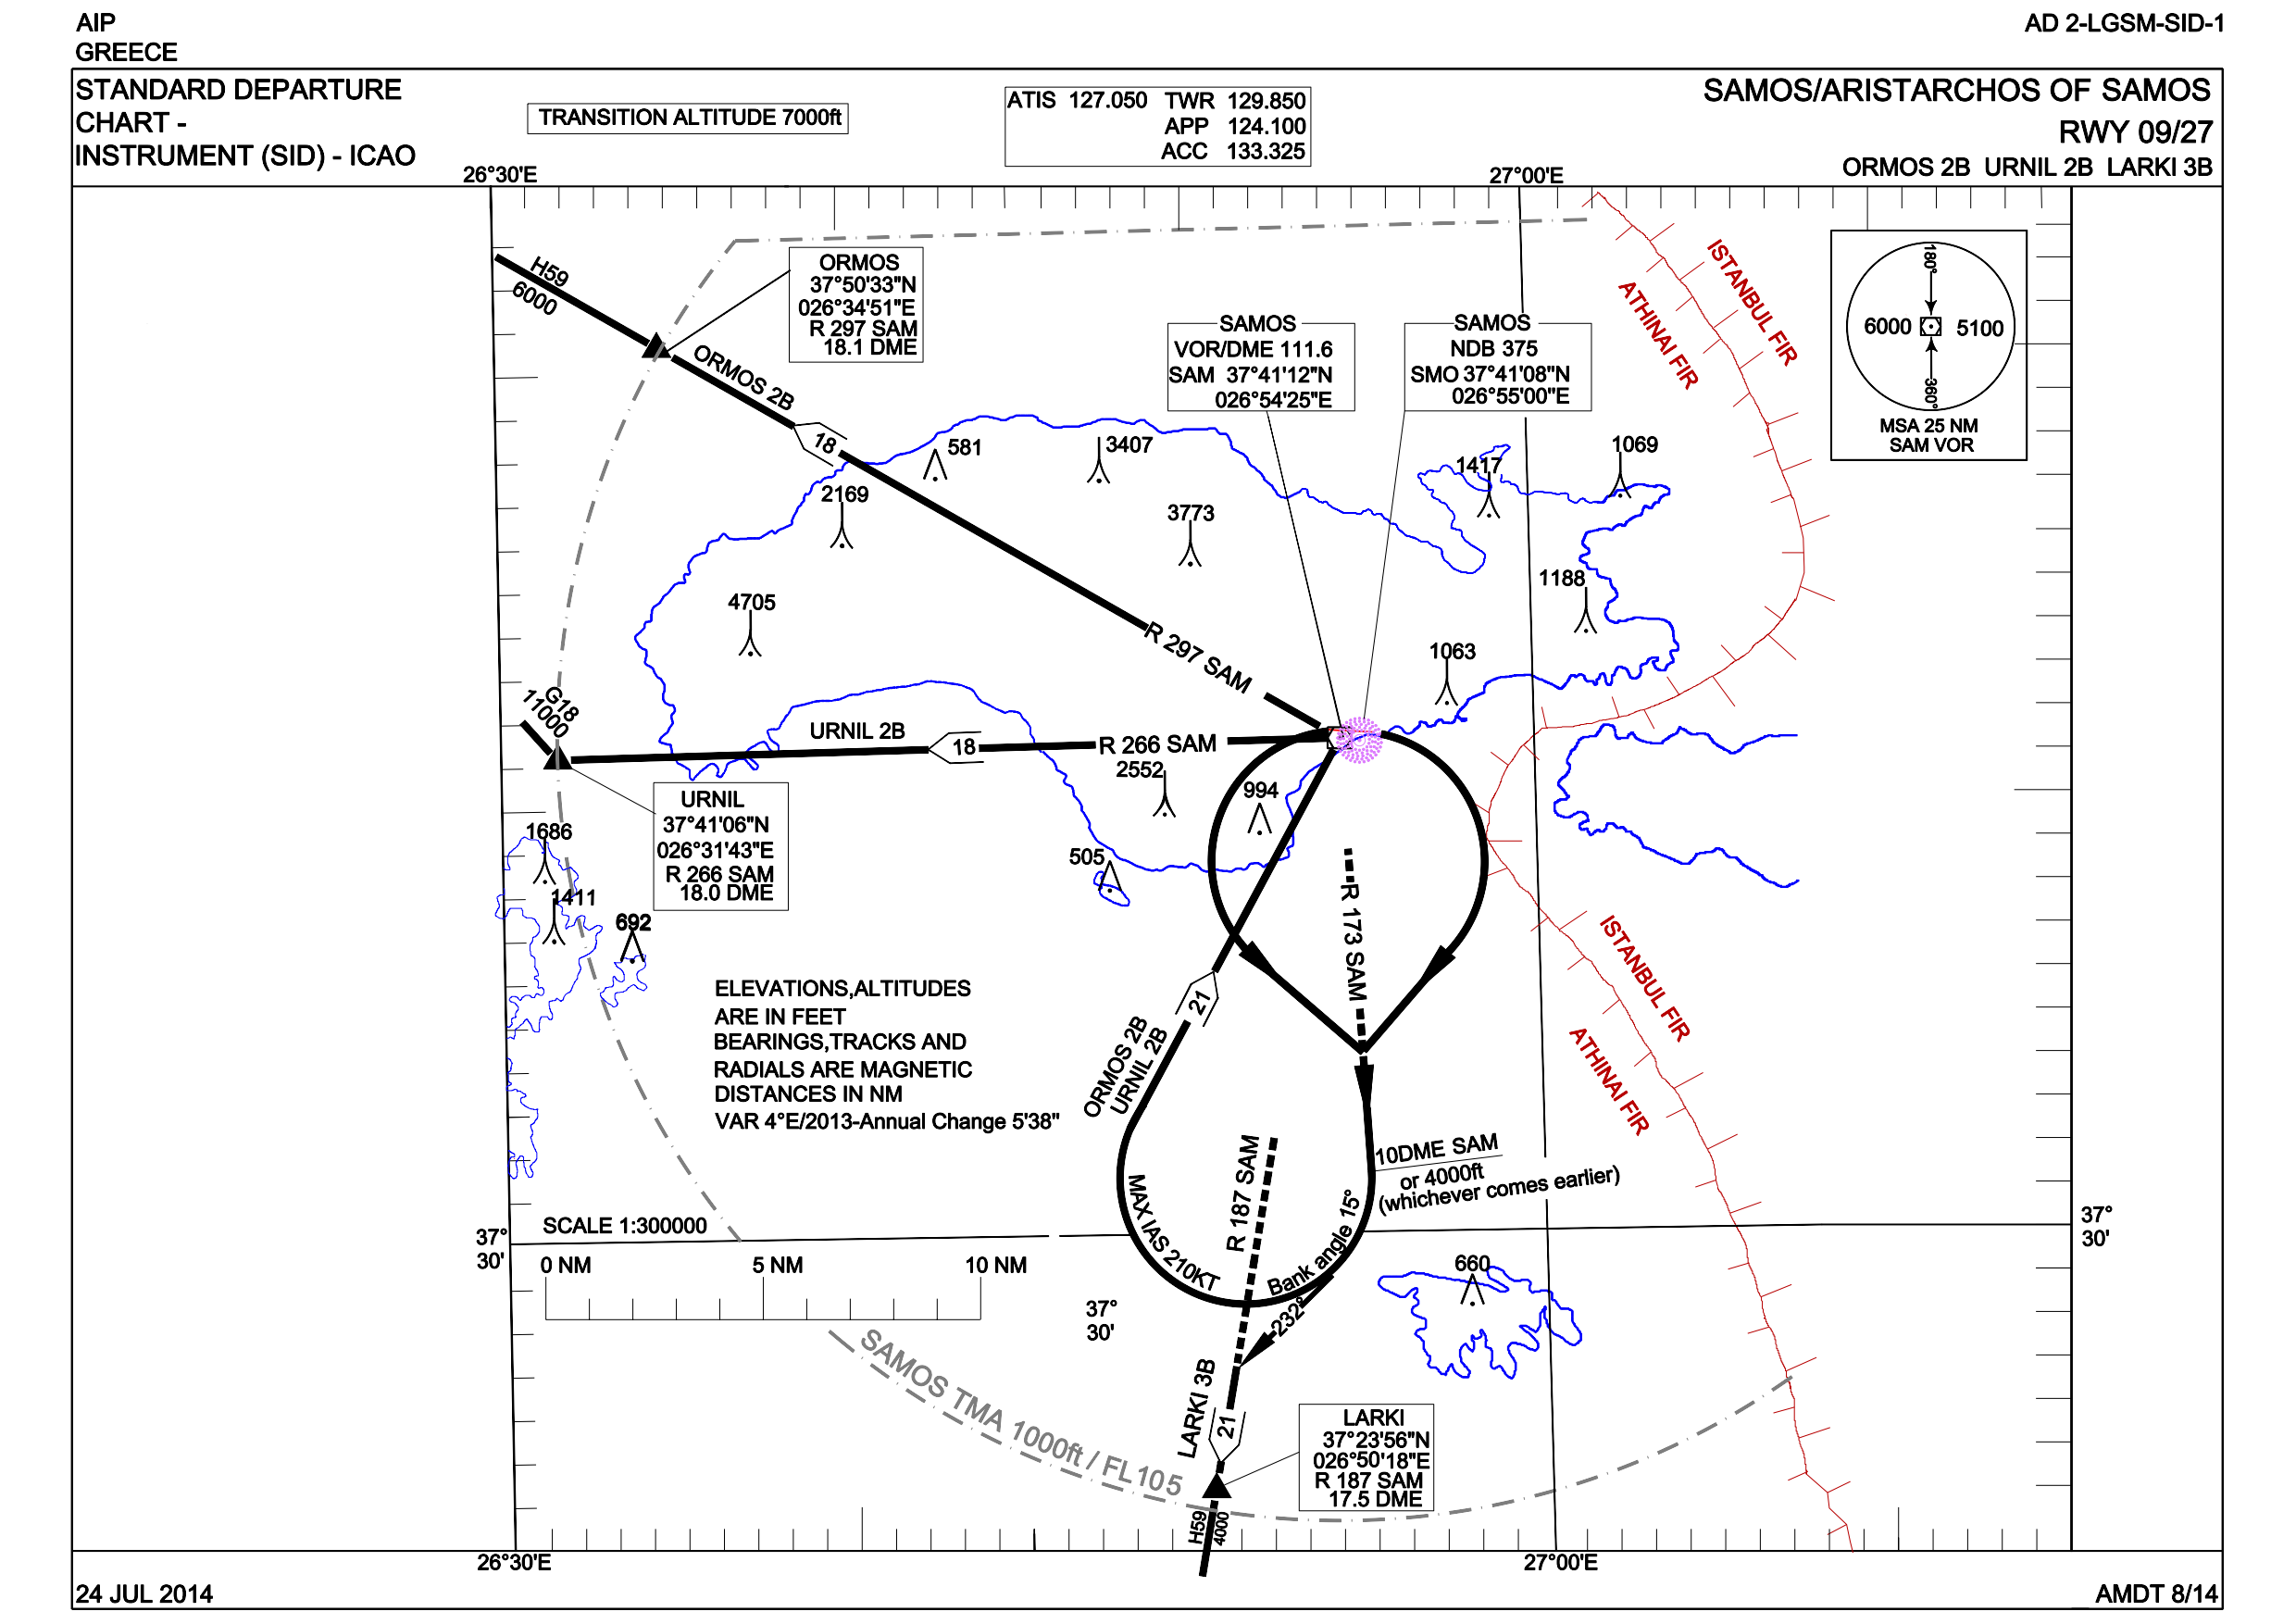 AIP
GREECE
AD 2-LGSM-SID-1
STANDARD DEPARTURE
CHART -
INSTRUMENT (SID) - ICAO
TRANSITION ALTITUDE 7000ft
ATIS 127.050 TWR 129.850
APP 124.100
ACC 133.325
SAMOS/ARISTARCHOS OF SAMOS
RWY 09/27
ORMOS 2B URNIL 2B LARKI 3B
26°30'E
27°00'E
H59
6000
ORMOS
37°50'33"N
026°34'51"E
R 297 SAM
18.1 DME
ORMOS 2B
18
SAMOS
VOR/DME 111.6
SAM 37°41'12"N
026°54'25"E
SAMOS
NDB 375
SMO 37°41'08"N
026°55'00"E
ISTANBUL FIR
ATHINAI FIR
180°
6000
5100
360°
MSA 25 NM
SAM VOR
581
3407
1417
1069
2169
3773
1188
4705
1063
R 297 SAM
G18
11000
URNIL 2B
18
R 266 SAM
2552
994
505
URNIL
37°41'06"N
026°31'43"E
R 266 SAM
18.0 DME
1686
1411
692
R 173 SAM
ISTANBUL FIR
ATHINAI FIR
ELEVATIONS,ALTITUDES
ARE IN FEET
BEARINGS,TRACKS AND
RADIALS ARE MAGNETIC
DISTANCES IN NM
VAR 4°E/2013-Annual Change 5'38"
21
ORMOS 2B
URNIL 2B
10DME SAM
or 4000ft
(whichever comes earlier)
R 187 SAM
MAX IAS 210KT
Bank angle 15°
232°
37°
30'
SCALE 1:300000
37°
30'
0 NM
5 NM
10 NM
37°
30'
660
SAMOS TMA 1000ft / FL105
LARKI 3B
21
LARKI
37°23'56"N
026°50'18"E
R 187 SAM
17.5 DME
H59
4000
26°30'E
27°00'E
24 JUL 2014
AMDT 8/14